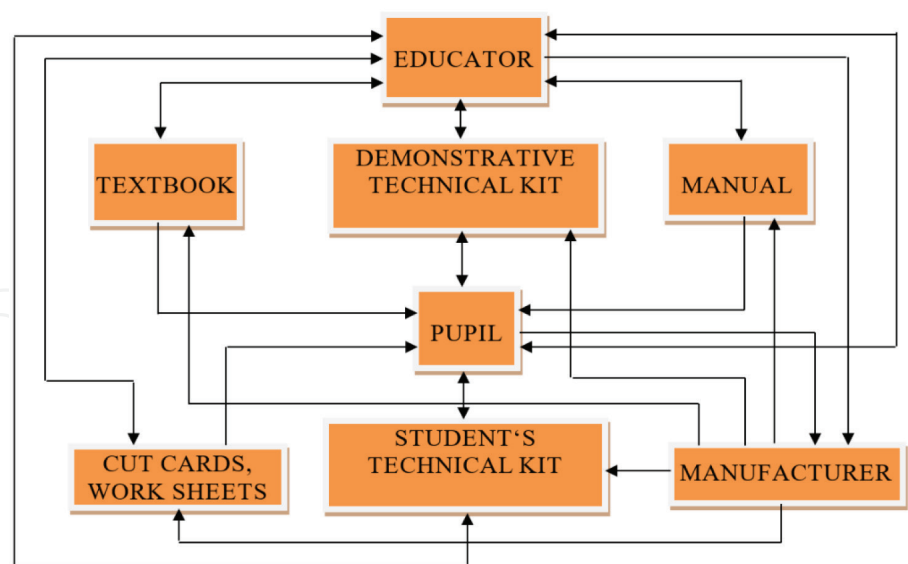 EDUCATOR
TEXTBOOK
DEMONSTRATIVE
TECHNICAL KIT
MANUAL
PUPIL
CUT CARDS,
WORK SHEETS
STUDENT‘S
TECHNICAL KIT
MANUFACTURER